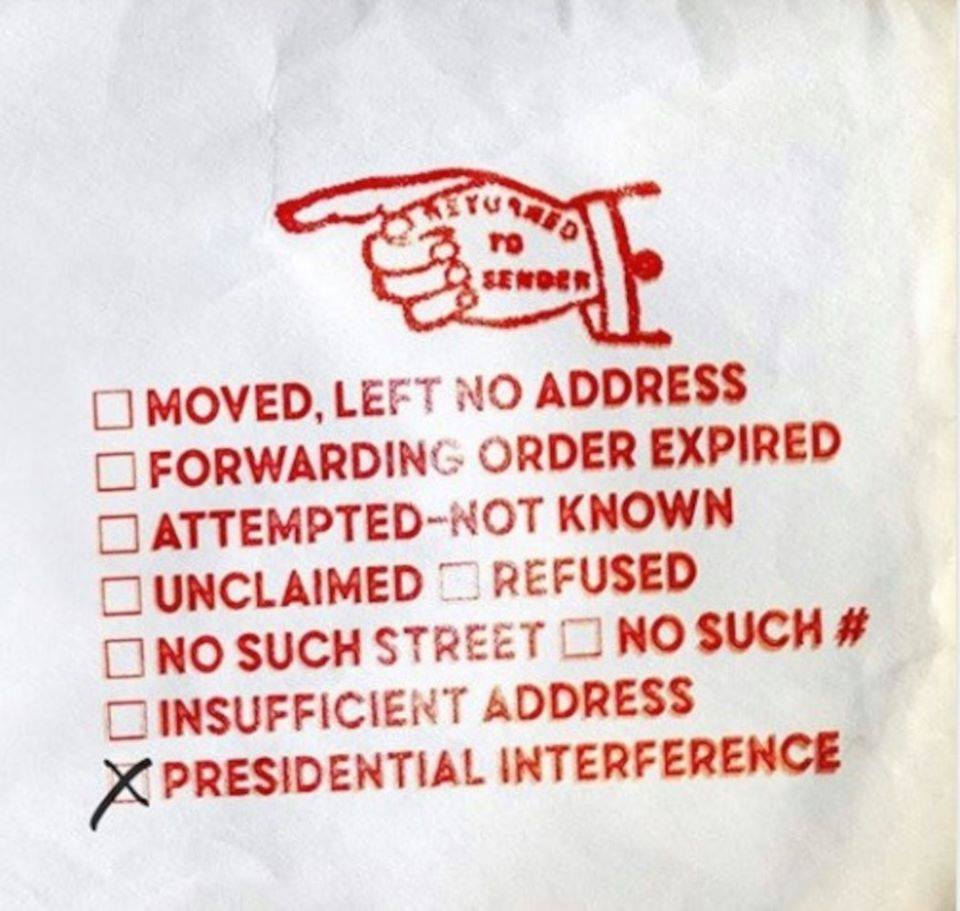 RETURNED
TO
SENDER
MOVED, LEFT NO ADDRESS
FORWARDING ORDER EXPIRED
ATTEMPTED-NOT KNOWN
UNCLAIMED REFUSED
NO SUCH STREET NO SUCH #
INSUFFICIENT ADDRESS
PRESIDENTIAL INTERFERENCE